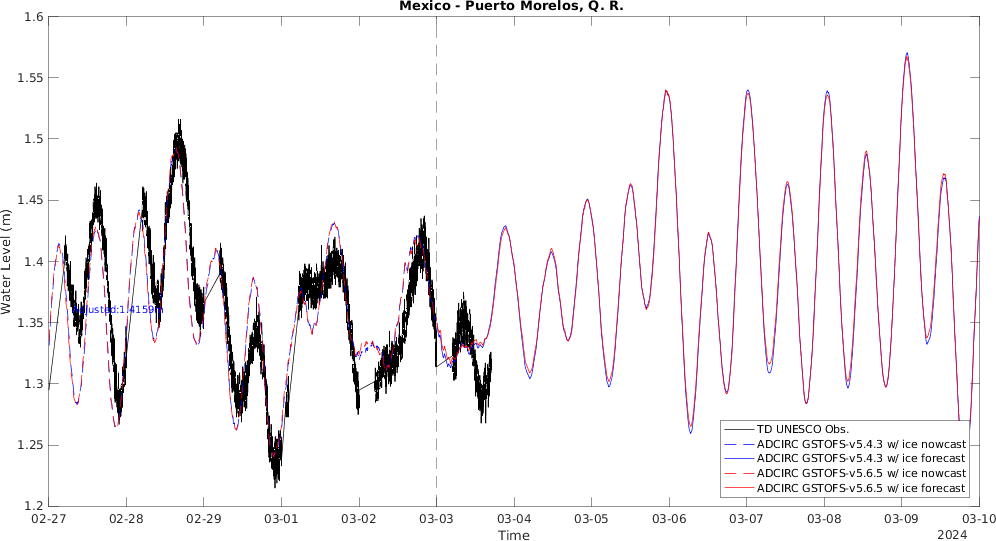 Mexico - Puerto Morelos, Q. R.
1.6
1.55
1.5
1.45
1.4
1.35
1.3
1.25
1.2
Water Level (m)
02-27 02-28 02-29 03-01 03-02 03-03 03-04 03-05 03-06 03-07 03-08 03-09 03-10
Time
2024
TD UNESCO Obs.
ADCIRC GSTOFS-v5.4.3 w/ ice nowcast
ADCIRC GSTOFS-v5.4.3 w/ ice forecast
ADCIRC GSTOFS-v5.6.5 w/ ice nowcast
ADCIRC GSTOFS-v5.6.5 w/ ice forecast